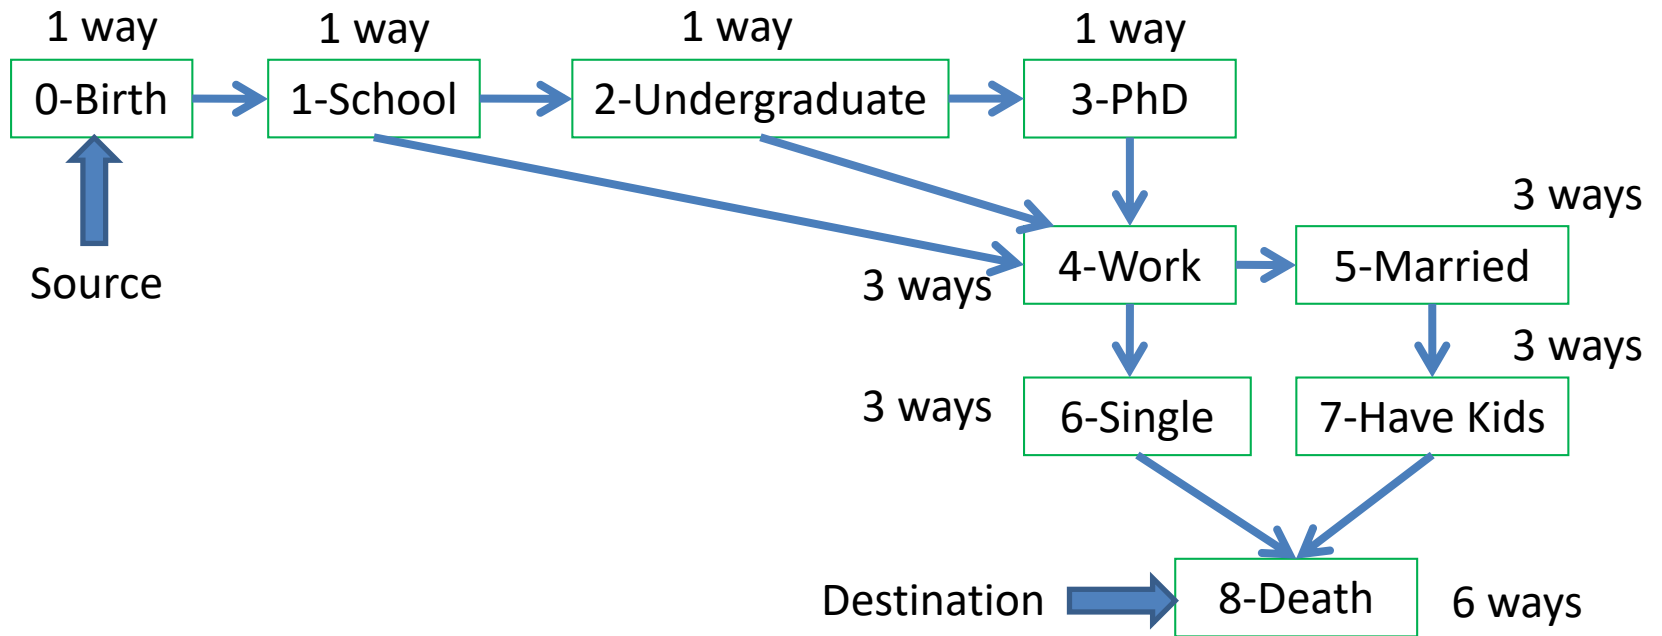 1 way
1 way
1 way
1 way
0-Birth
1-School
2-Undergraduate
3-PhD
Source
3 ways
3 ways
4-Work
5-Married
3 ways
3 ways
6-Single
7-Have Kids
Destination
8-Death
6 ways